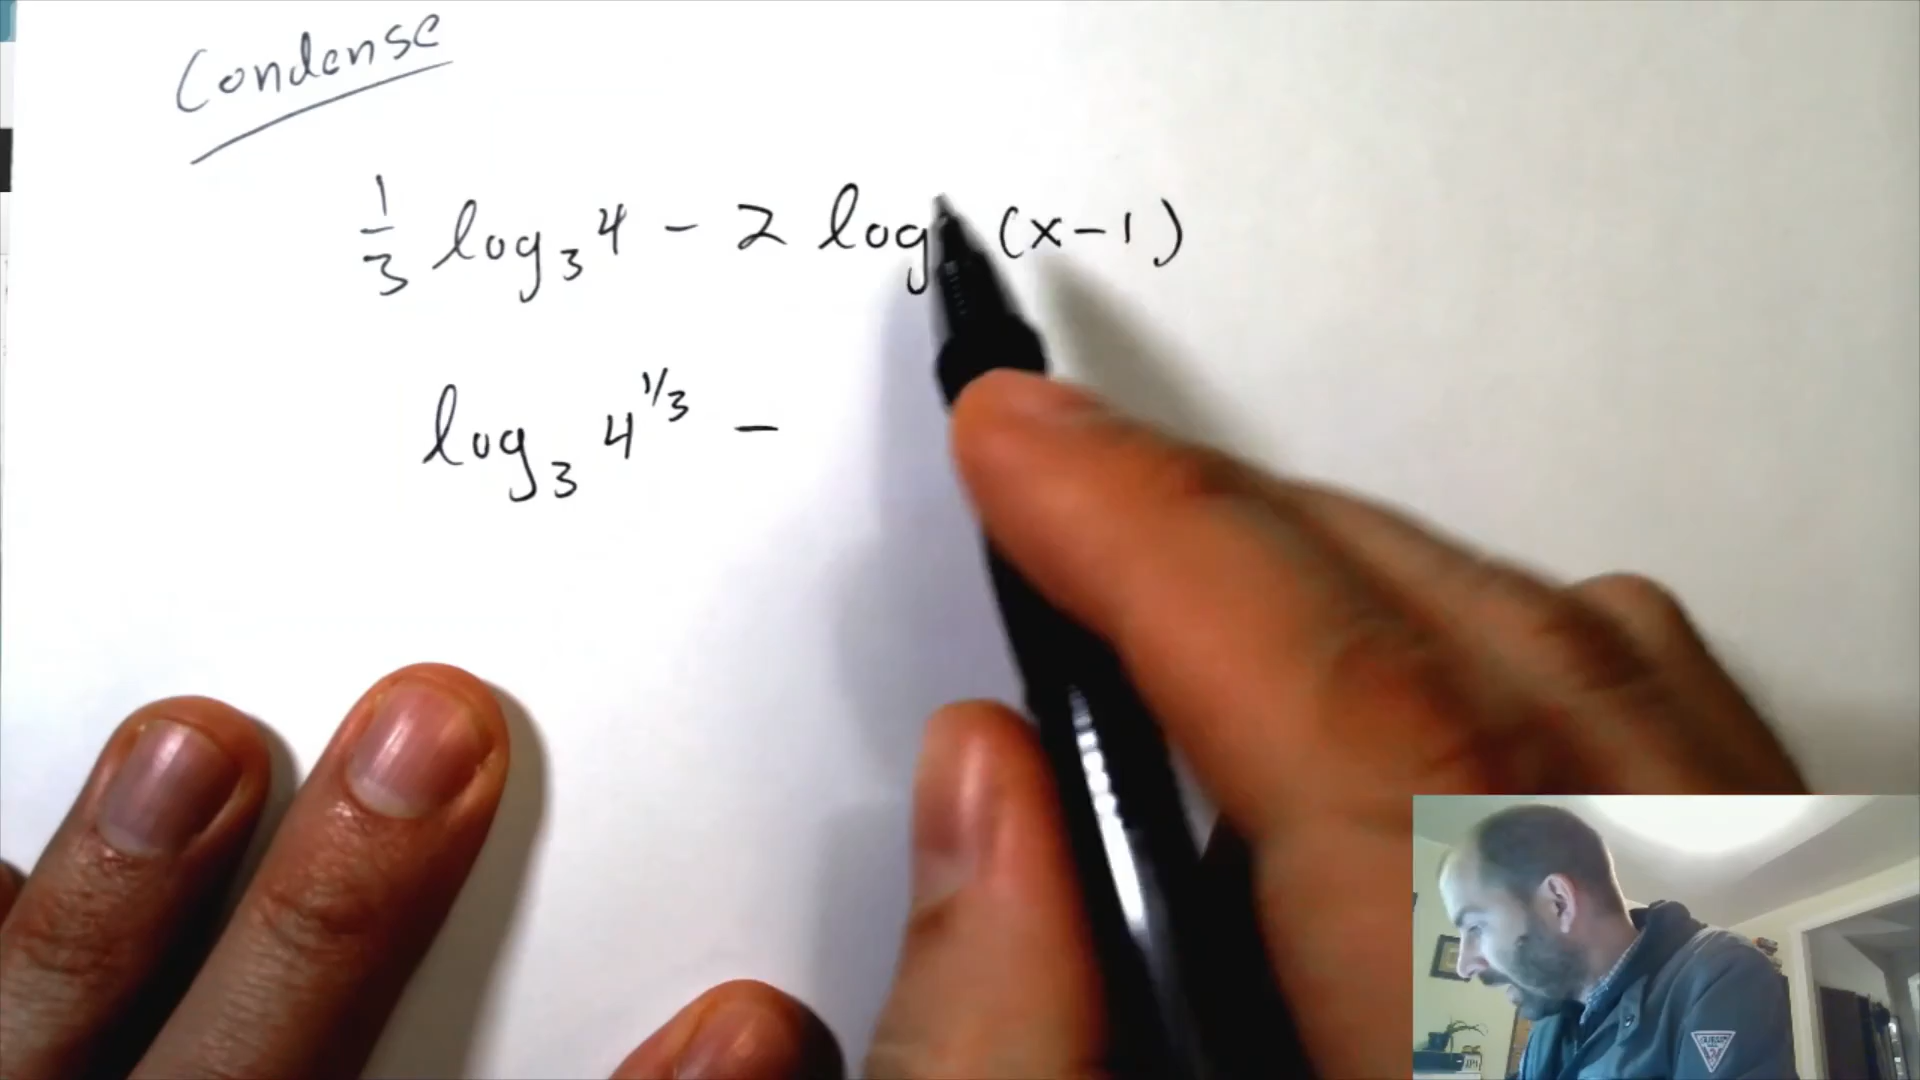 Condense
1/3 log₃ 4 - 2 log (x-1)
log₃ 4^1/3 -